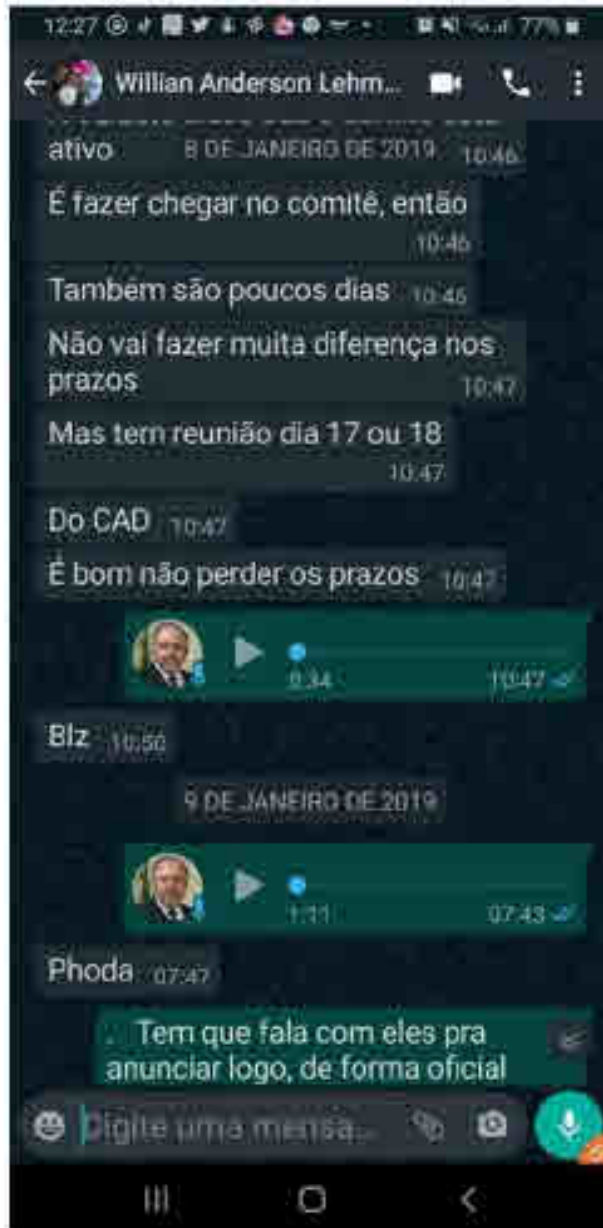 12:27 77%
Willian Anderson Lehm...
ativo
8 DE JANEIRO DE 2019 10:46
É fazer chegar no comitê, então
10:46
Também são poucos dias 10:46
Não vai fazer muita diferença nos
prazos 10:47
Mas tem reunião dia 17 ou 18
10:47
Do CAD 10:47
É bom não perder os prazos 10:47
0:34 10:47
Blz 10:50
9 DE JANEIRO DE 2019
1:11 07:43
Phoda 07:47
. Tem que fala com eles pra
anunciar logo, de forma oficial
Digite uma mensa...